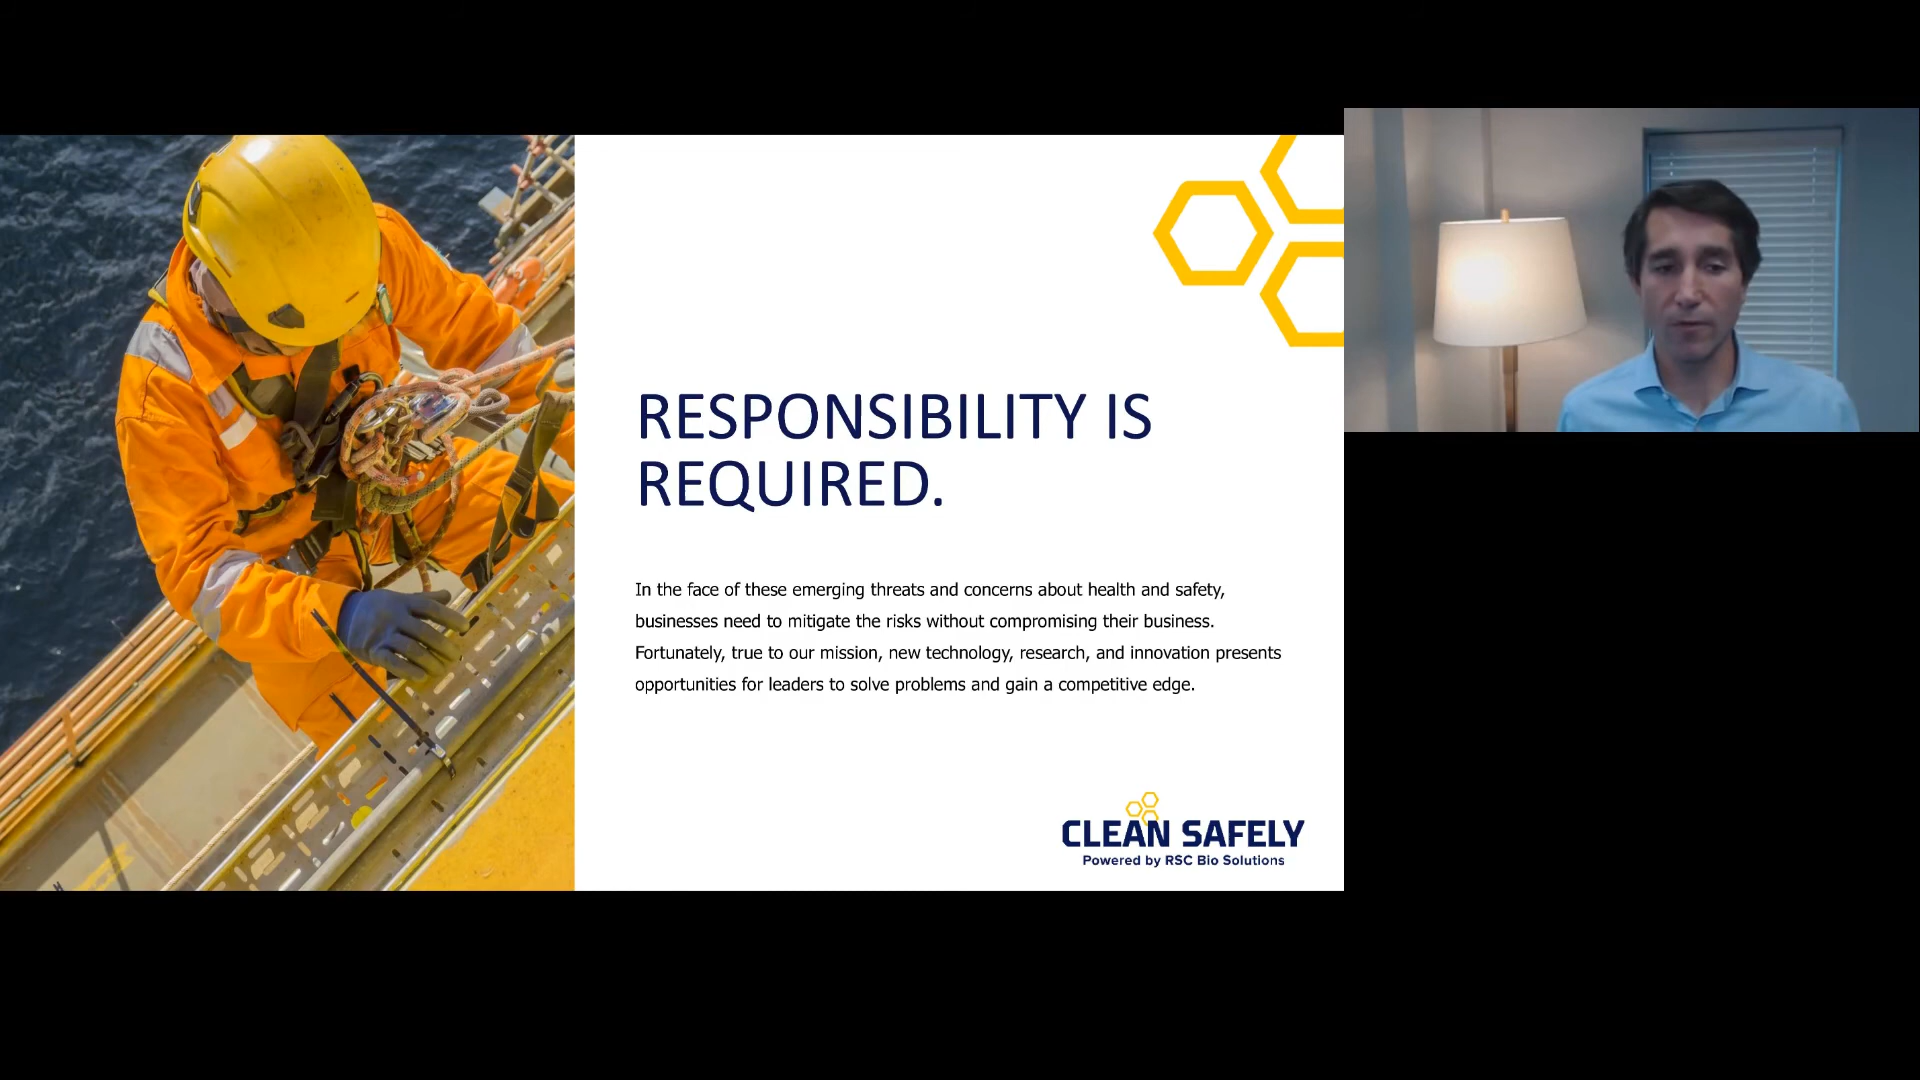 RESPONSIBILITY IS
REQUIRED.
In the face of these emerging threats and concerns about health and safety,
businesses need to mitigate the risks without compromising their business.
Fortunately, true to our mission, new technology, research, and innovation presents
opportunities for leaders to solve problems and gain a competitive edge.
CLEAN SAFELY
Powered by RSC Bio Solutions